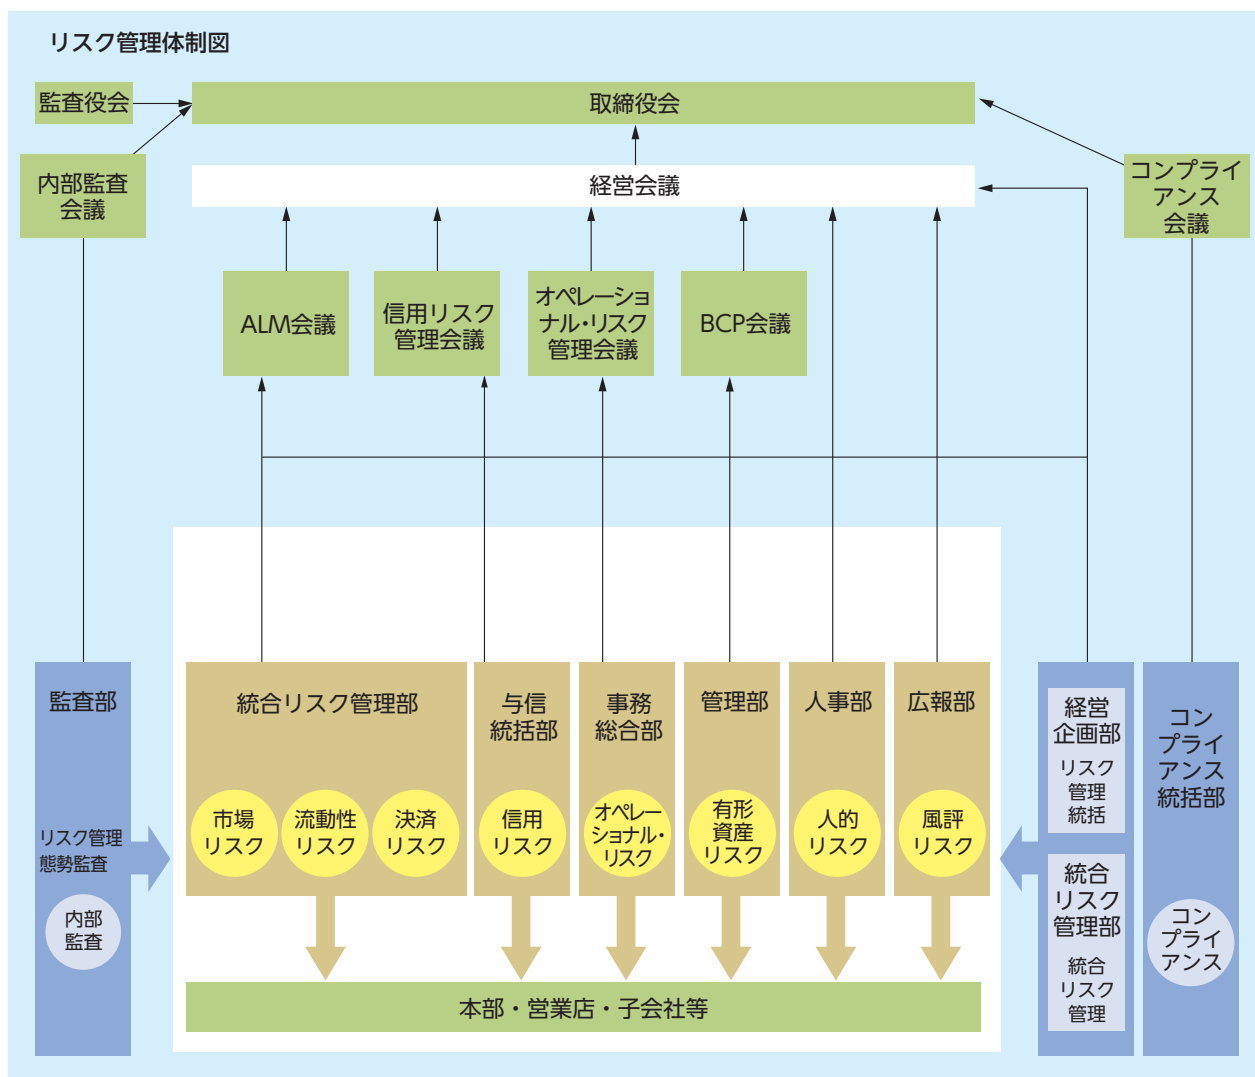 リスク管理体制図
監査役会
取締役会
内部監査
会議
経営会議
コンプライ
アンス
会議
ALM会議
信用リスク
管理会議
オペレーショ
ナル・リスク
管理会議
BCP会議
監査部
リスク管理
態勢監査
内部
監査
統合リスク管理部
市場
リスク
流動性
リスク
決済
リスク
与信
統括部
信用
リスク
事務
総合部
オペレー
ショナル・
リスク
管理部
有形
資産
リスク
人事部
人的
リスク
広報部
風評
リスク
経営
企画部
リスク
管理
統括
統合
リスク
管理部
統合
リスク
管理
コン
プライ
アンス
統括部
コン
プライ
アンス
本部・営業店・子会社等